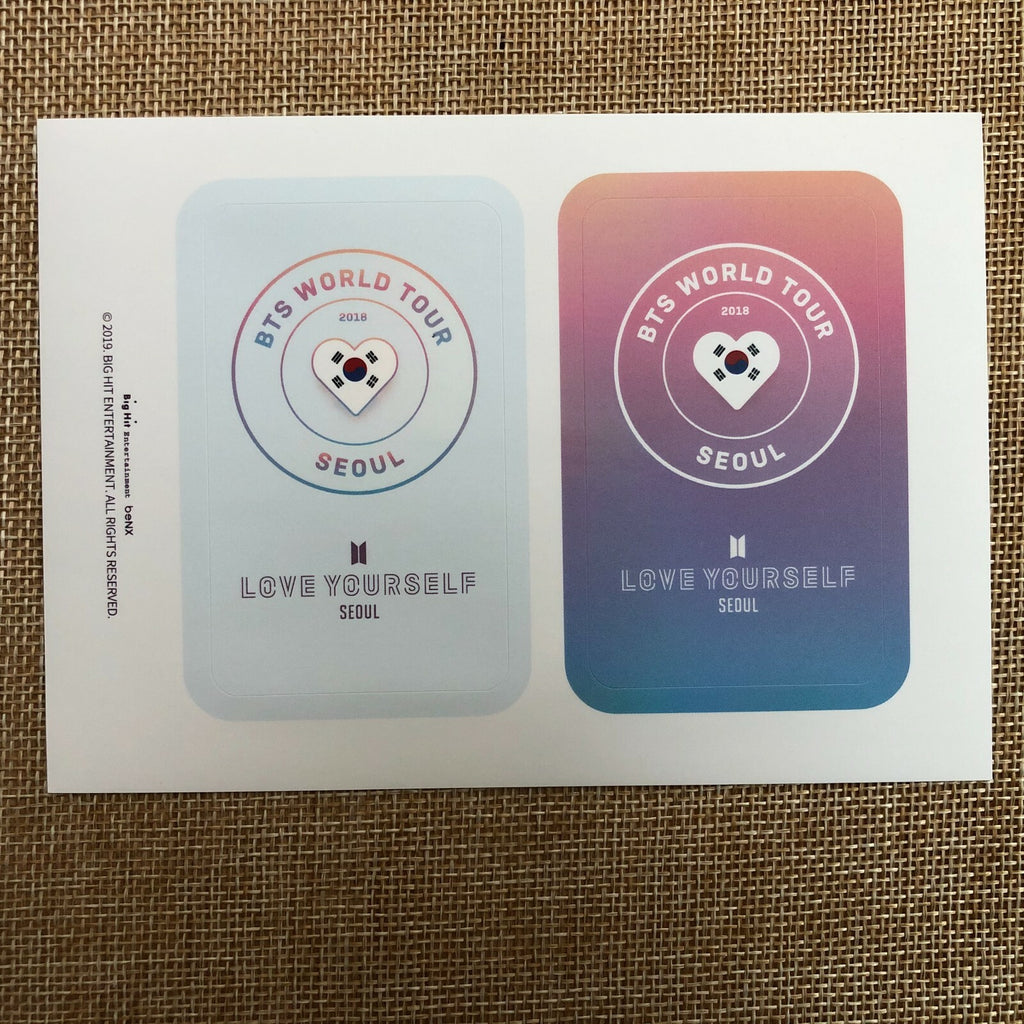 © 2019. BIG HIT ENTERTAINMENT. ALL RIGHTS RESERVED.
Big Hit Entertainment beNX
BTS WORLD TOUR
2018
SEOUL
LOVE YOURSELF
SEOUL
BTS WORLD TOUR
2018
SEOUL
LOVE YOURSELF
SEOUL